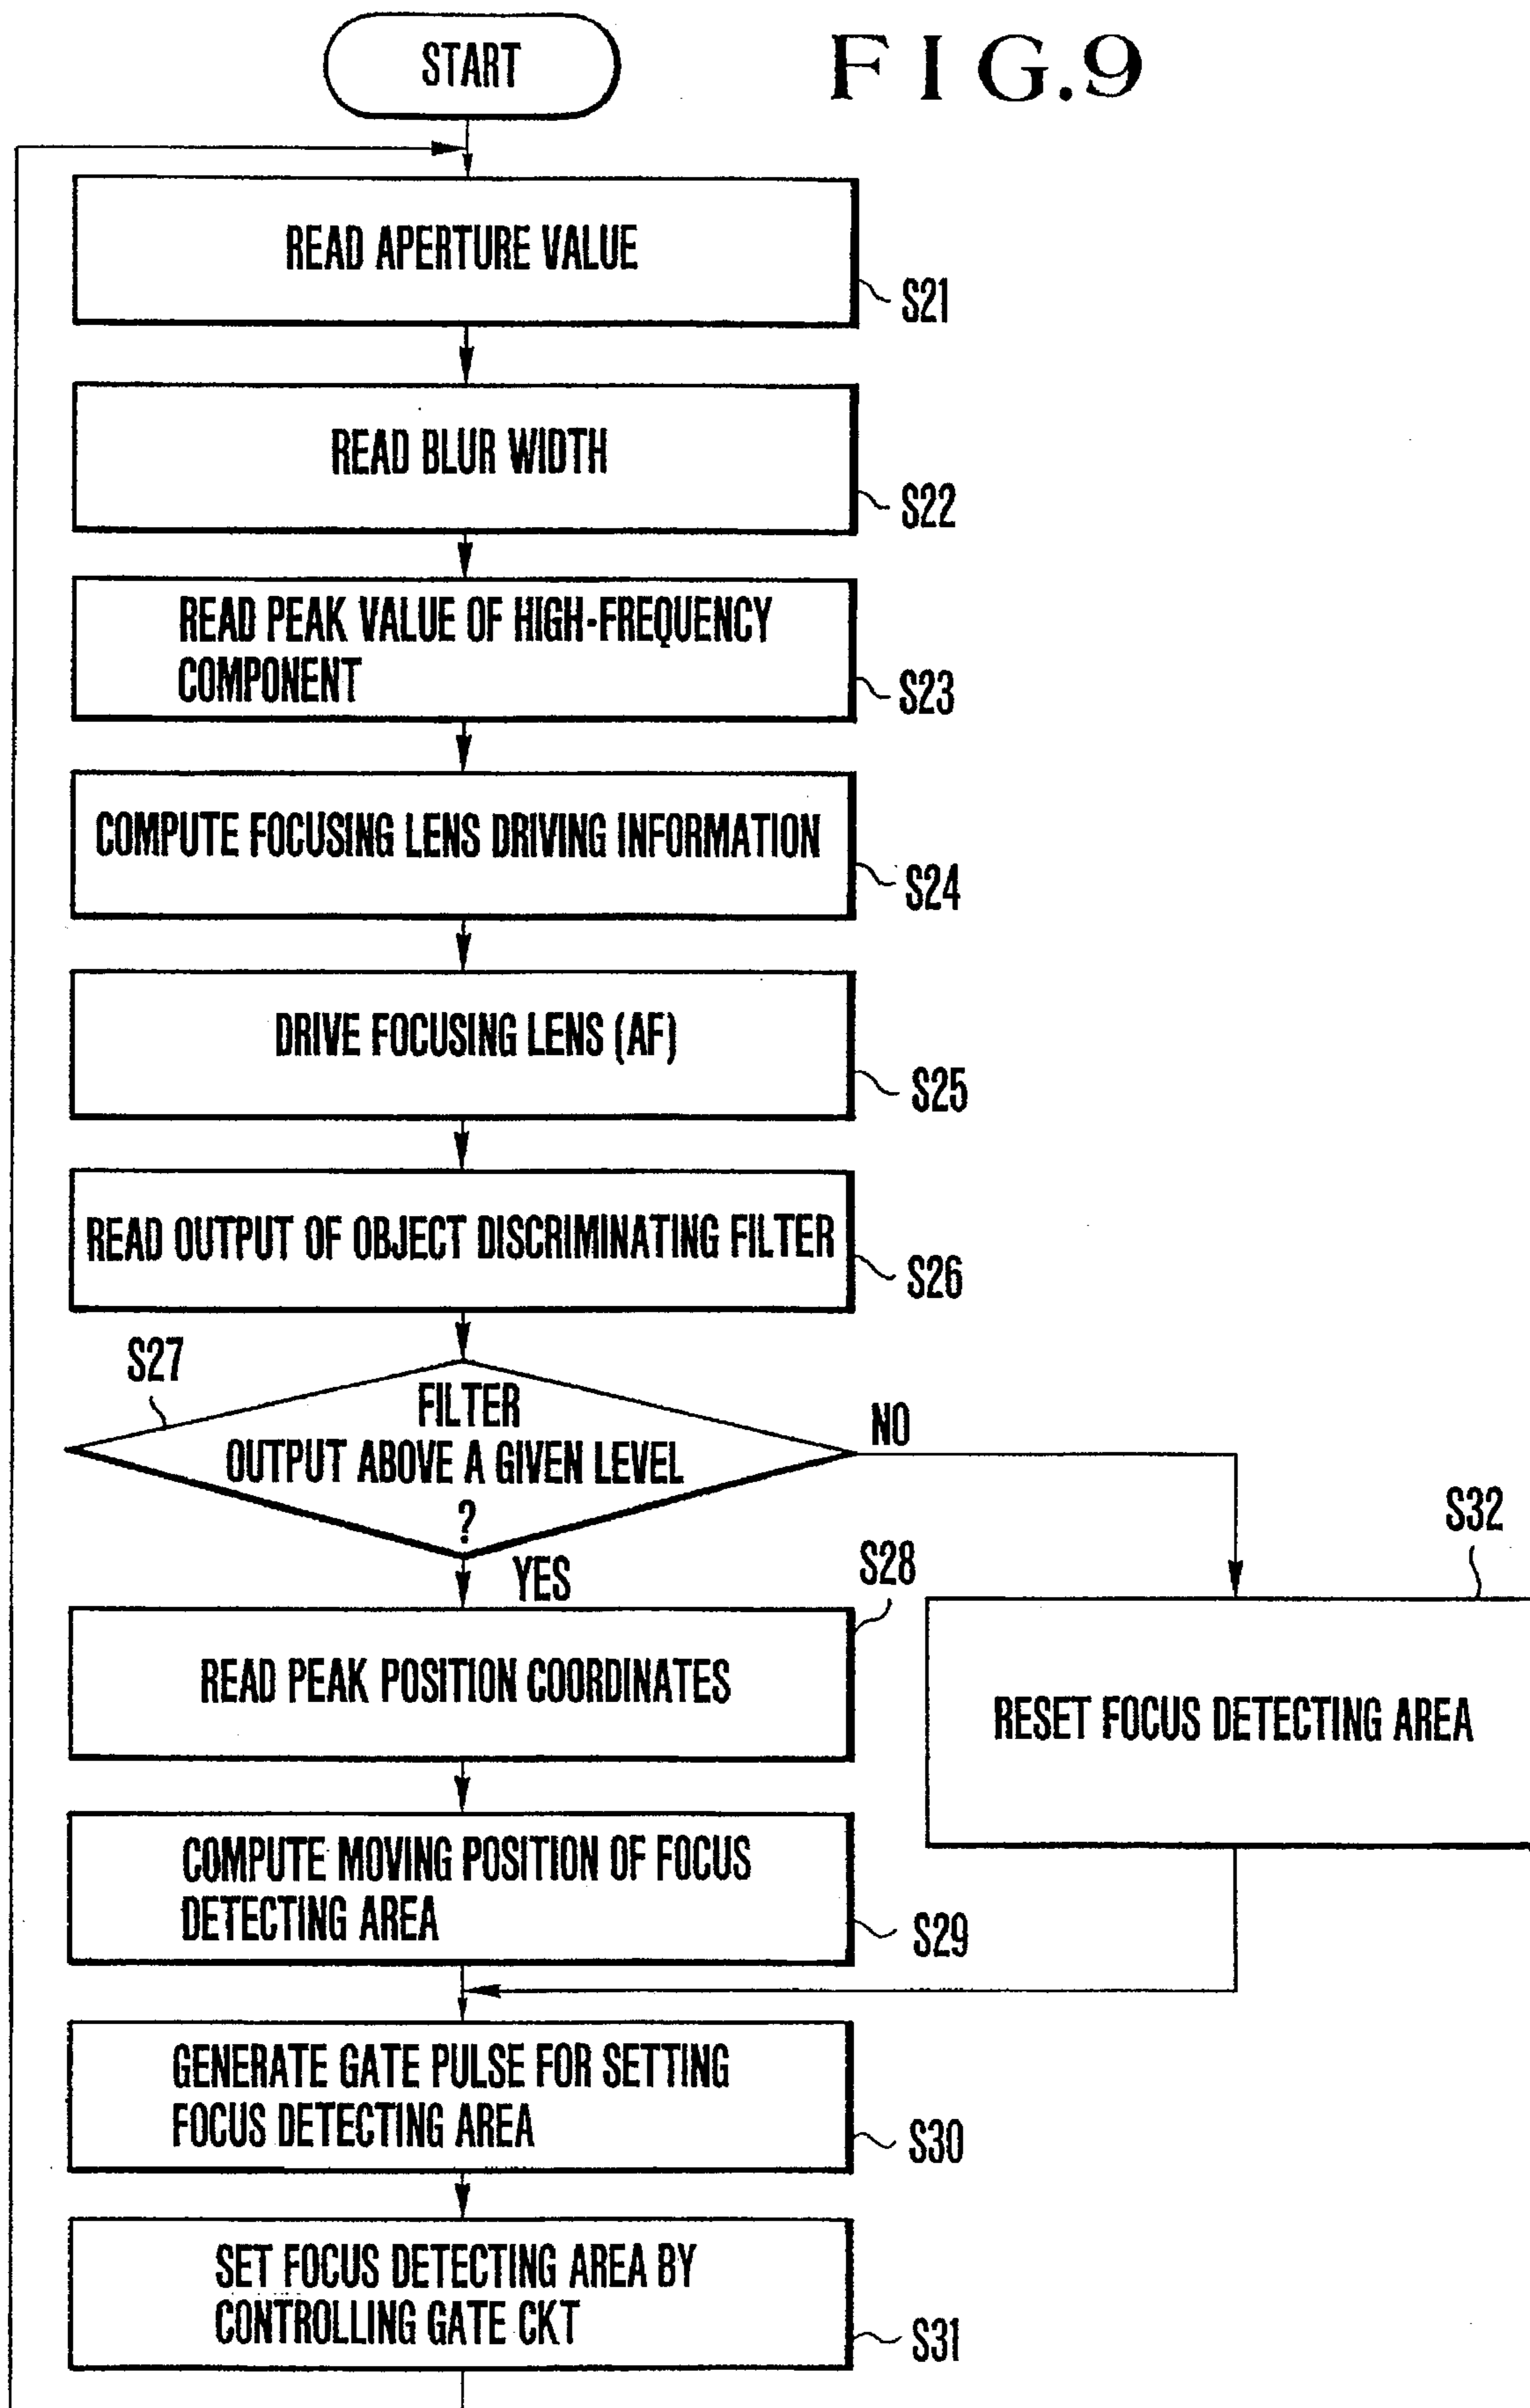 START
FIG.9
READ APERTURE VALUE
S21
READ BLUR WIDTH
S22
READ PEAK VALUE OF HIGH-FREQUENCY
COMPONENT
S23
COMPUTE FOCUSING LENS DRIVING INFORMATION
S24
DRIVE FOCUSING LENS (AF)
S25
READ OUTPUT OF OBJECT DISCRIMINATING FILTER
S26
S27
FILTER
OUTPUT ABOVE A GIVEN LEVEL
?
NO
YES
S28
S32
READ PEAK POSITION COORDINATES
RESET FOCUS DETECTING AREA
COMPUTE MOVING POSITION OF FOCUS
DETECTING AREA
S29
GENERATE GATE PULSE FOR SETTING
FOCUS DETECTING AREA
S30
SET FOCUS DETECTING AREA BY
CONTROLLING GATE CKT
S31